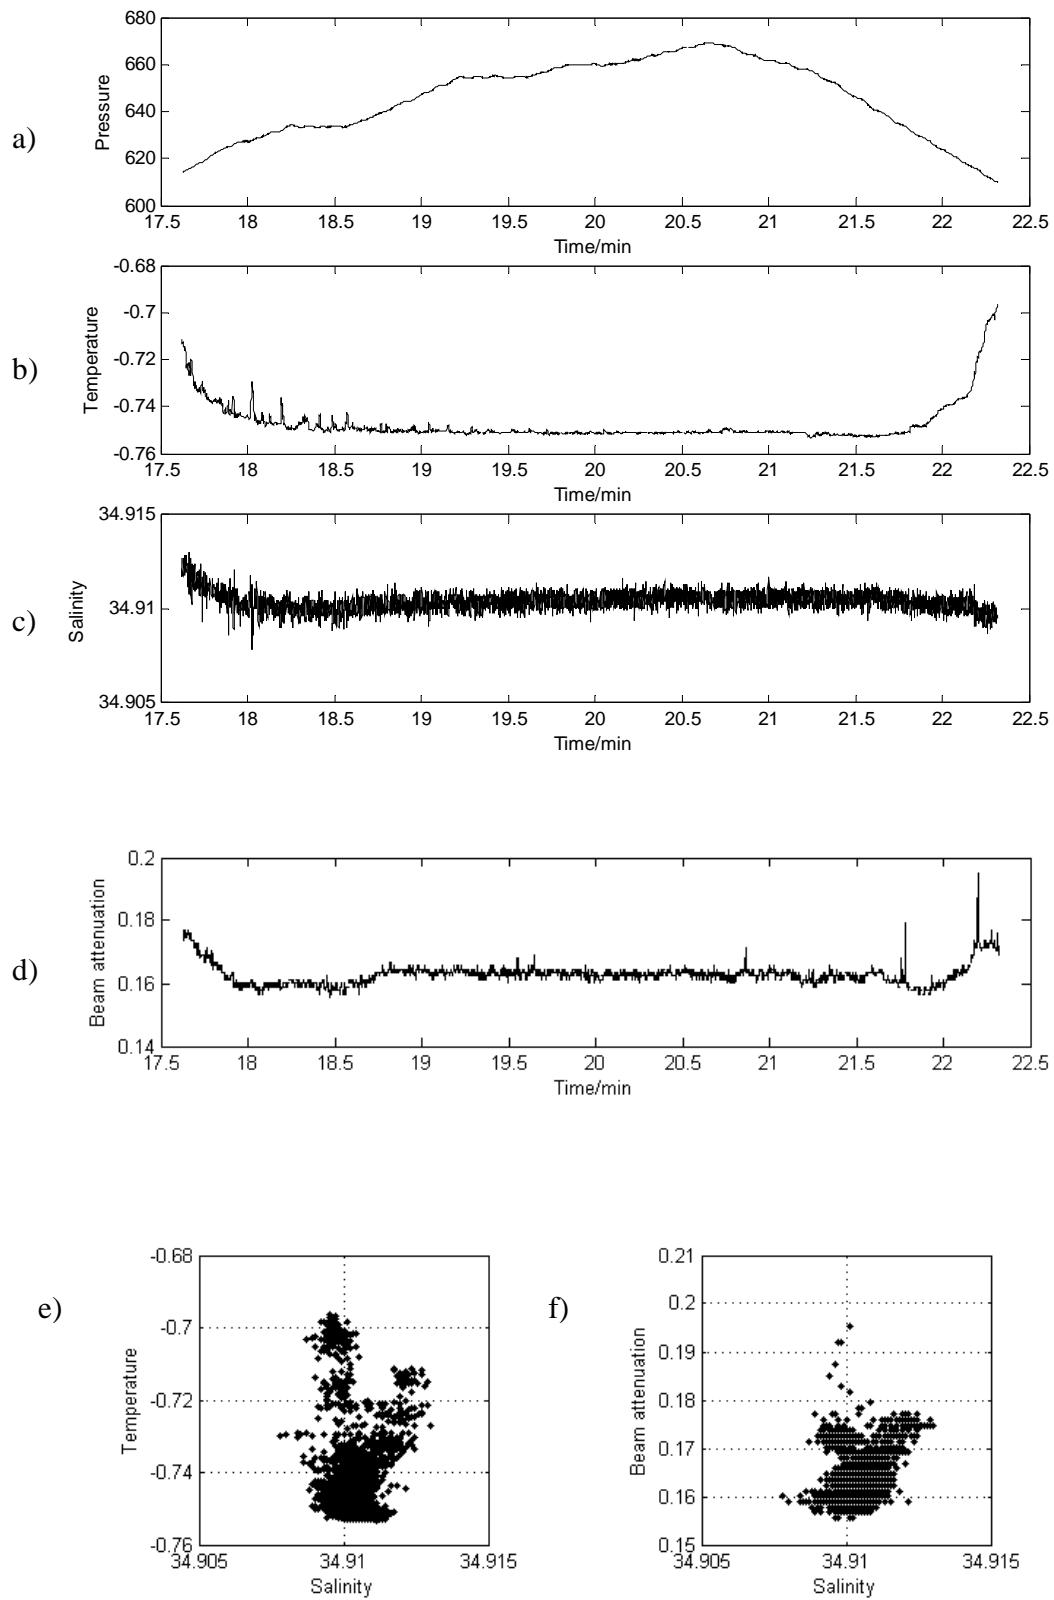 a)
Pressure
680
660
640
620
600
17.5 18 18.5 19 19.5 20 20.5 21 21.5 22 22.5
Time/min
b)
Temperature
-0.68
-0.7
-0.72
-0.74
-0.76
17.5 18 18.5 19 19.5 20 20.5 21 21.5 22 22.5
Time/min
c)
Salinity
34.915
34.91
34.905
17.5 18 18.5 19 19.5 20 20.5 21 21.5 22 22.5
Time/min
d)
Beam attenuation
0.2
0.18
0.16
0.14
17.5 18 18.5 19 19.5 20 20.5 21 21.5 22 22.5
Time/min
e)
Temperature
-0.68
-0.7
-0.72
-0.74
-0.76
34.905 34.91 34.915
Salinity
f)
Beam attenuation
0.21
0.2
0.19
0.18
0.17
0.16
0.15
34.905 34.91 34.915
Salinity